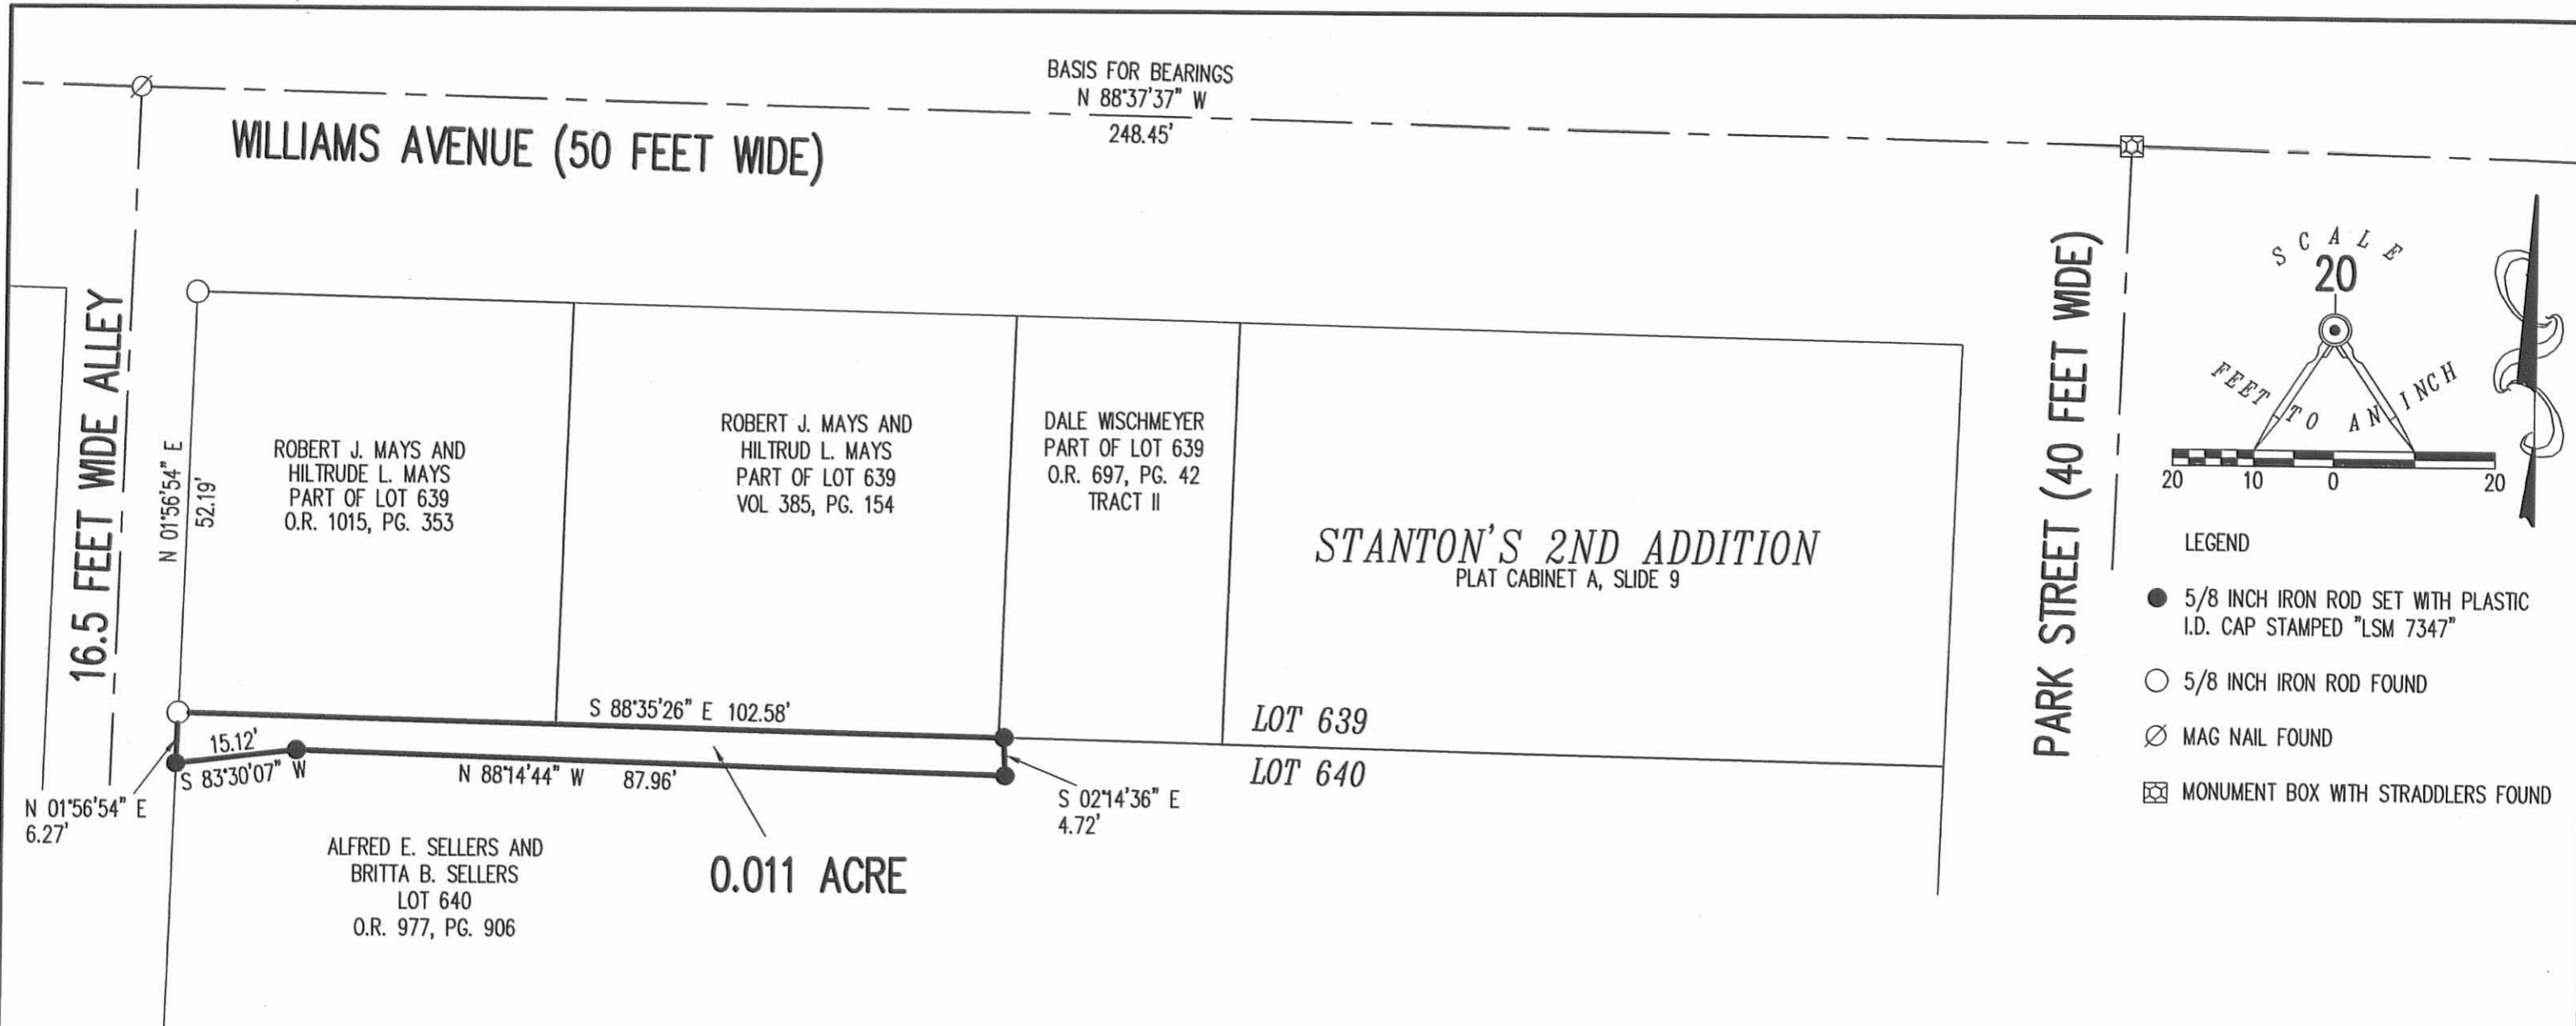 BASIS FOR BEARINGS
N 88°37'37" W
248.45'
WILLIAMS AVENUE (50 FEET WIDE)
16.5 FEET WIDE ALLEY
N 01°56'54" E
52.19'
ROBERT J. MAYS AND
HILTRUDE L. MAYS
PART OF LOT 639
O.R. 1015, PG. 353
ROBERT J. MAYS AND
HILTRUD L. MAYS
PART OF LOT 639
VOL 385, PG. 154
DALE WISCHMEYER
PART OF LOT 639
O.R. 697, PG. 42
TRACT II
STANTON'S 2ND ADDITION
PLAT CABINET A, SLIDE 9
PARK STREET (40 FEET WIDE)
SCALE
20
FEET TO AN INCH
20 10 0 20
LEGEND
5/8 INCH IRON ROD SET WITH PLASTIC
I.D. CAP STAMPED "LSM 7347"
5/8 INCH IRON ROD FOUND
MAG NAIL FOUND
MONUMENT BOX WITH STRADDLERS FOUND
S 88°35'26" E 102.58'
LOT 639
LOT 640
15.12'
S 83°30'07" W
N 88°14'44" W 87.96'
N 01°56'54" E
6.27'
S 02°14'36" E
4.72'
ALFRED E. SELLERS AND
BRITTA B. SELLERS
LOT 640
O.R. 977, PG. 906
0.011 ACRE